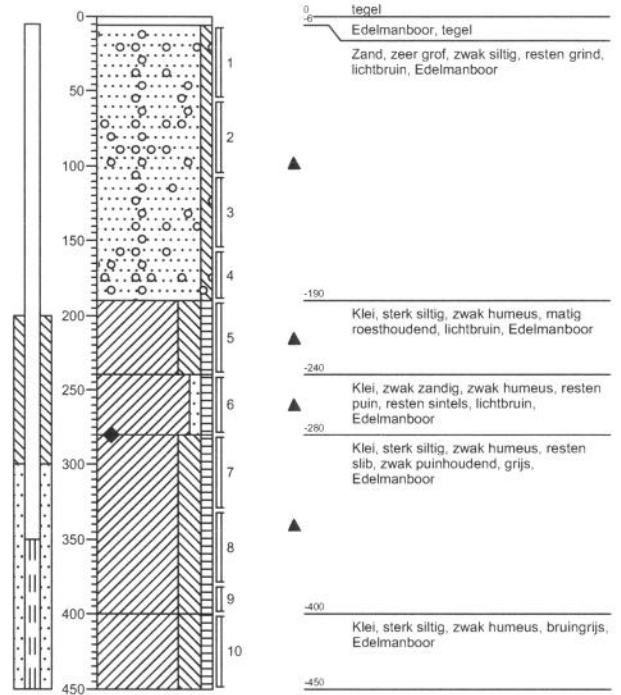 0
50
100
150
200
250
300
350
400
450
1
2
3
4
5
6
7
8
9
10
0
tegel
-6
Edelmanboor, tegel
Zand, zeer grof, zwak siltig, resten grind,
lichtbruin, Edelmanboor
-190
Klei, sterk siltig, zwak humeus, matig
roesthoudend, lichtbruin, Edelmanboor
-240
Klei, zwak zandig, zwak humeus, resten
puin, resten sintels, lichtbruin,
Edelmanboor
-280
Klei, sterk siltig, zwak humeus, resten
slib, zwak puinhoudend, grijs,
Edelmanboor
-400
Klei, sterk siltig, zwak humeus, bruingrijs,
Edelmanboor
-450